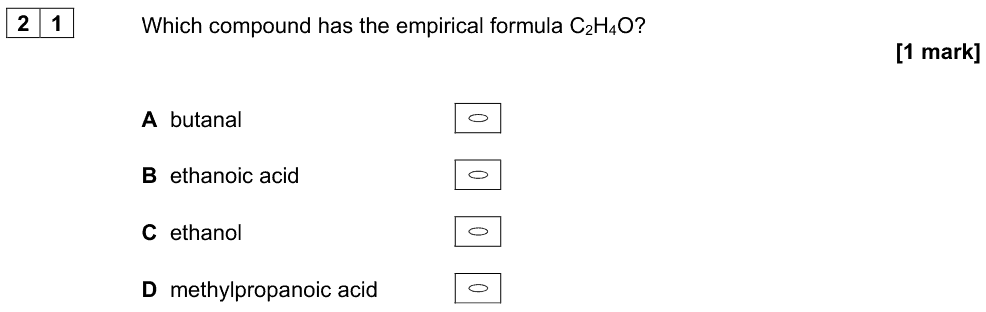 2 1 Which compound has the empirical formula C₂H₄O?
[1 mark]
A butanal
B ethanoic acid
C ethanol
D methylpropanoic acid